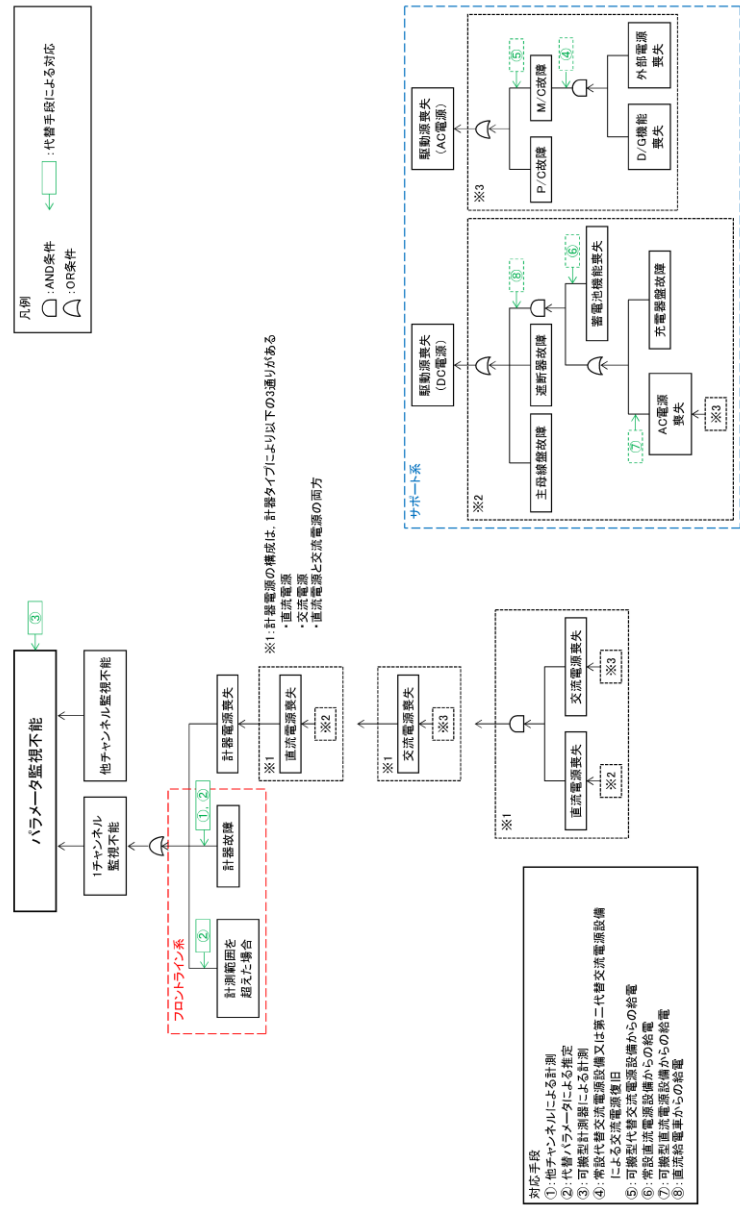 凡例
:AND条件
:OR条件
:代替手段による対応
パラメータ監視不能
③
1チャンネル
監視不能
他チャンネル監視不能
フロントライン系
②
①, ②
計測範囲を
超えた場合
計器故障
計器電源喪失
※1:計器電源の構成は、計器タイプにより以下の3通りがある
・直流電源
・交流電源
・直流電源と交流電源の両方
※1
直流電源喪失
※2
※1
交流電源喪失
※3
※1
直流電源喪失
※2
交流電源喪失
※3
サポート系
駆動源喪失
(DC電源)
※2
主母線盤故障
遮断器故障
⑧
⑥
蓄電池機能喪失
⑦
AC電源
喪失
※3
充電器盤故障
駆動源喪失
(AC電源)
※3
P/C故障
⑤
M/C故障
④
D/G機能
喪失
外部電源
喪失
対応手段
①:他チャンネルによる計測
②:代替パラメータによる推定
③:可搬型計測器による計測
④:常設代替交流電源設備又は第二代替交流電源設備
による交流電源復旧
⑤:可搬型代替交流電源設備からの給電
⑥:常設直流電源設備からの給電
⑦:可搬型直流電源設備からの給電
⑧:直流給電車からの給電